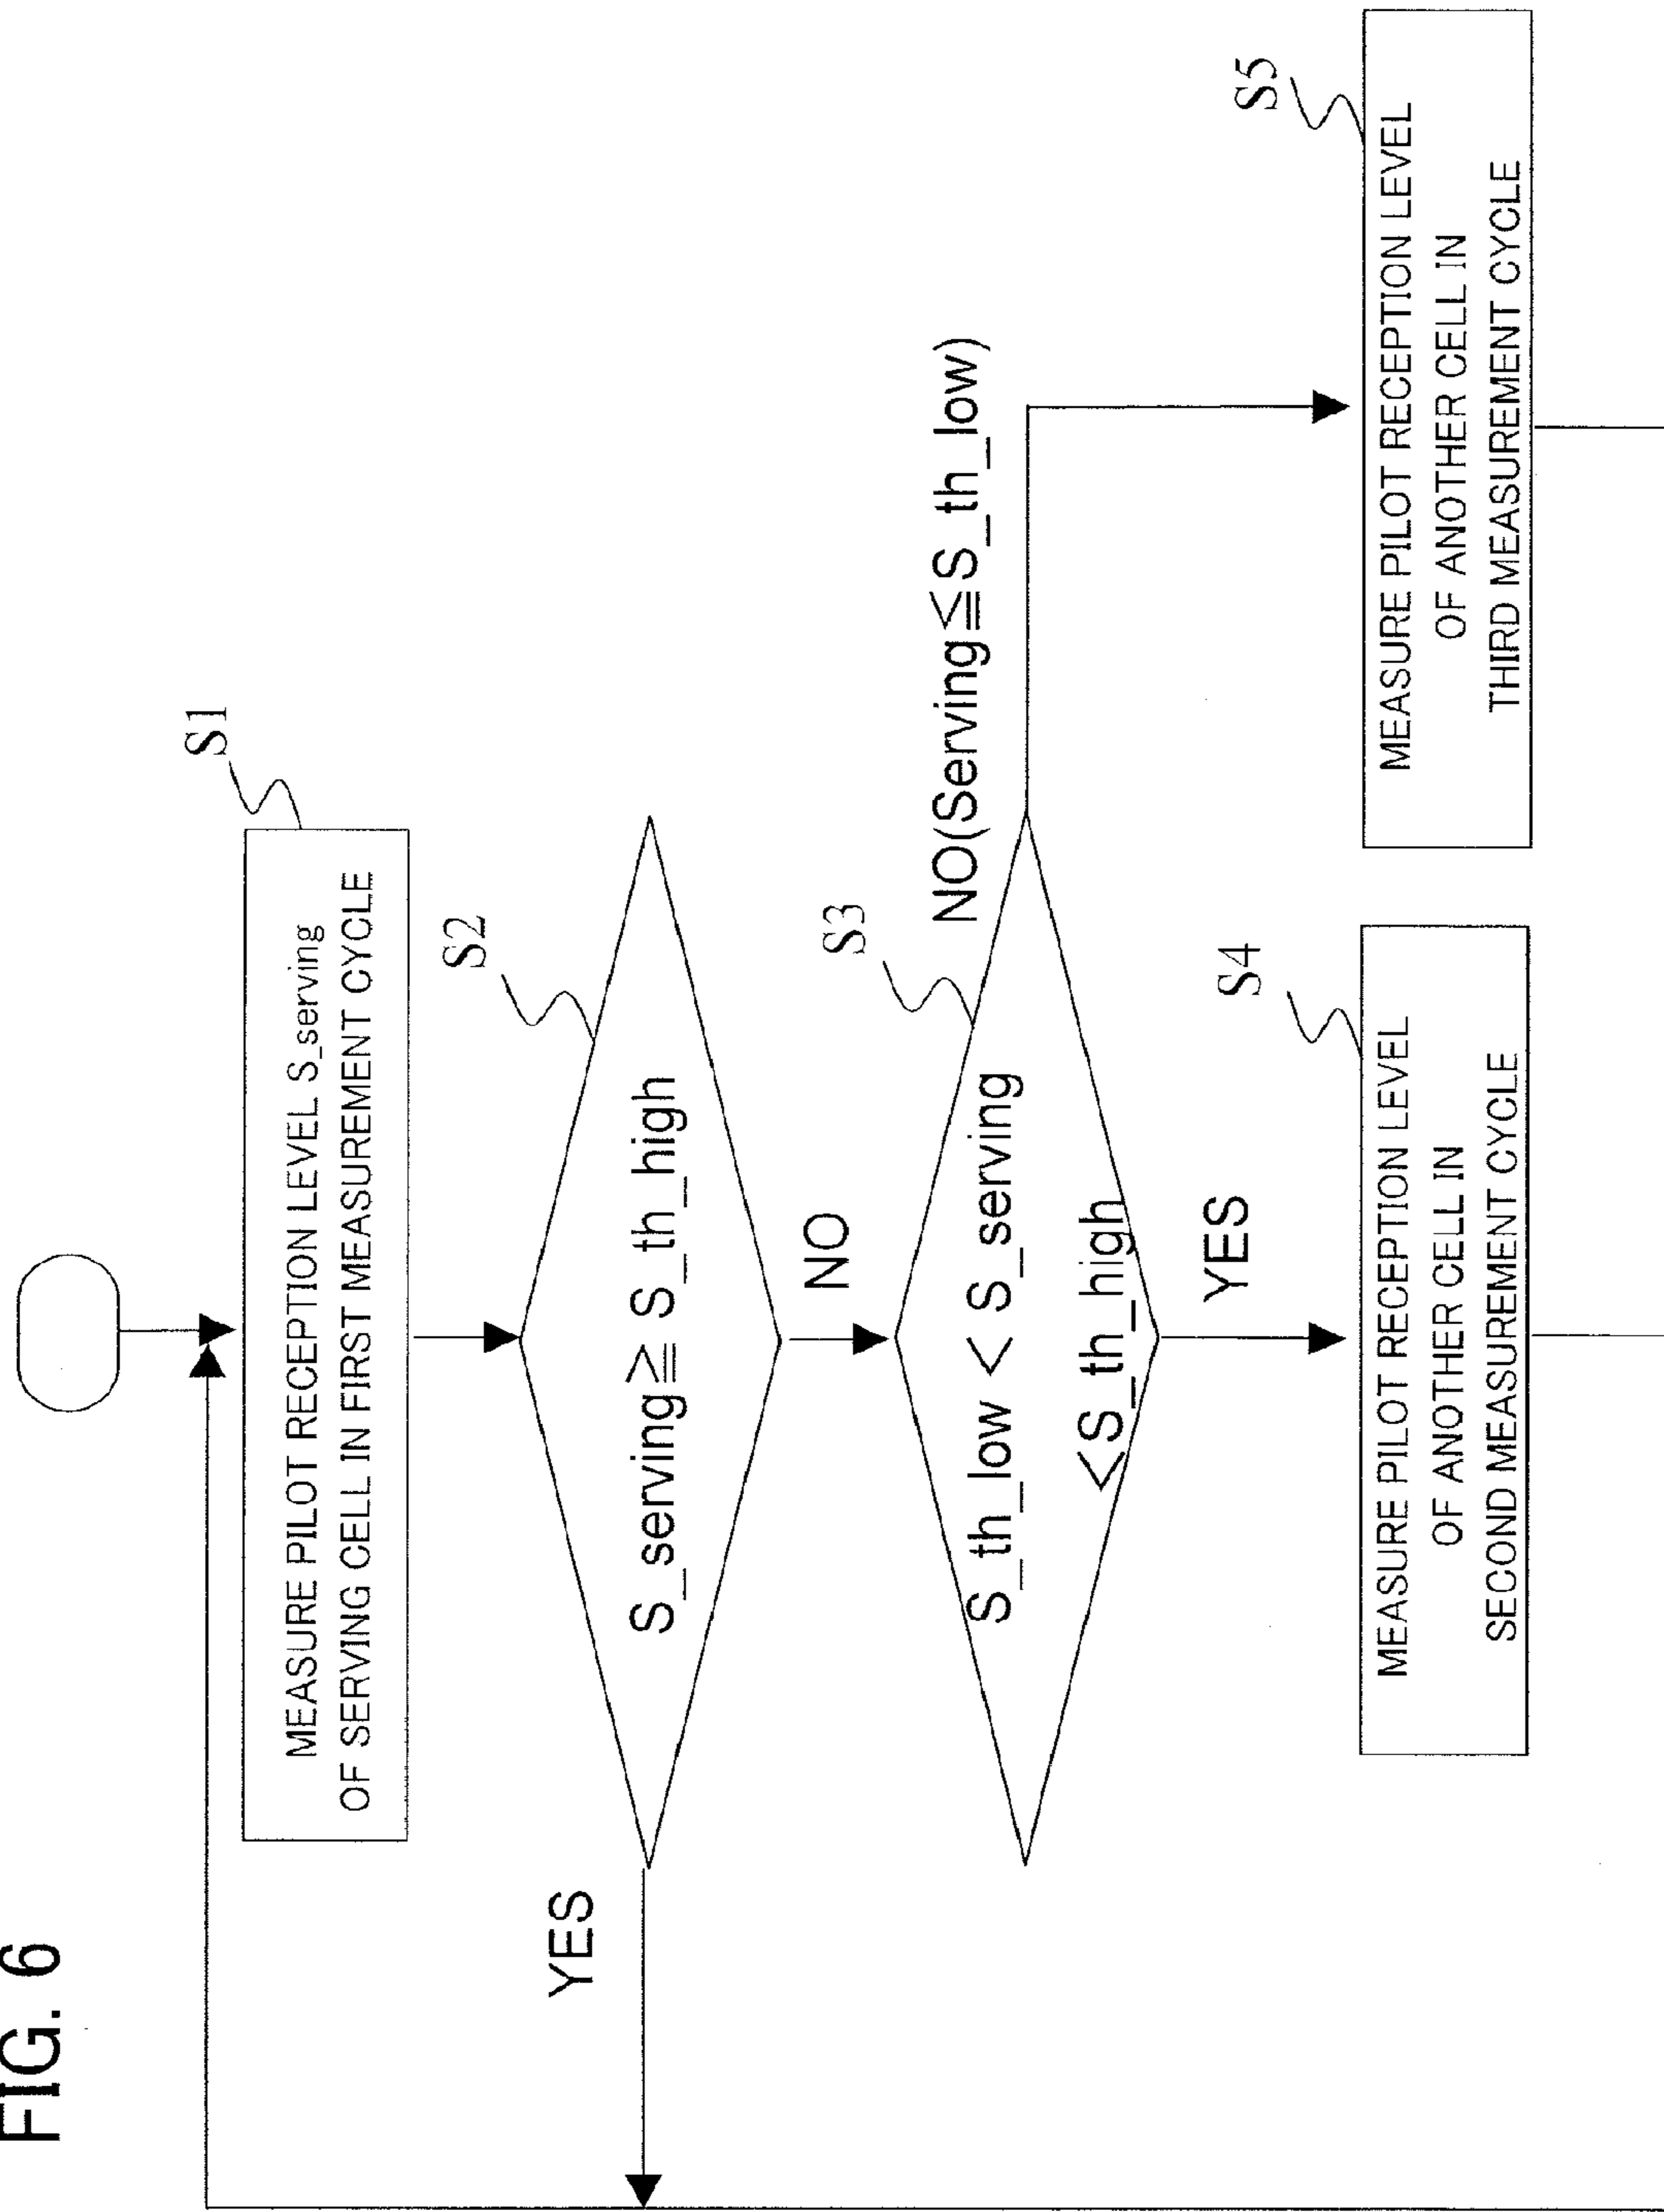 FIG. 6
S1
MEASURE PILOT RECEPTION LEVEL S_serving
OF SERVING CELL IN FIRST MEASUREMENT CYCLE
S2
S_serving≧S_th_high
YES
NO
S3
S_th_low < S_serving
<S_th_high
NO(Serving≦S_th_low)
YES
S4
MEASURE PILOT RECEPTION LEVEL
OF ANOTHER CELL IN
SECOND MEASUREMENT CYCLE
S5
MEASURE PILOT RECEPTION LEVEL
OF ANOTHER CELL IN
THIRD MEASUREMENT CYCLE